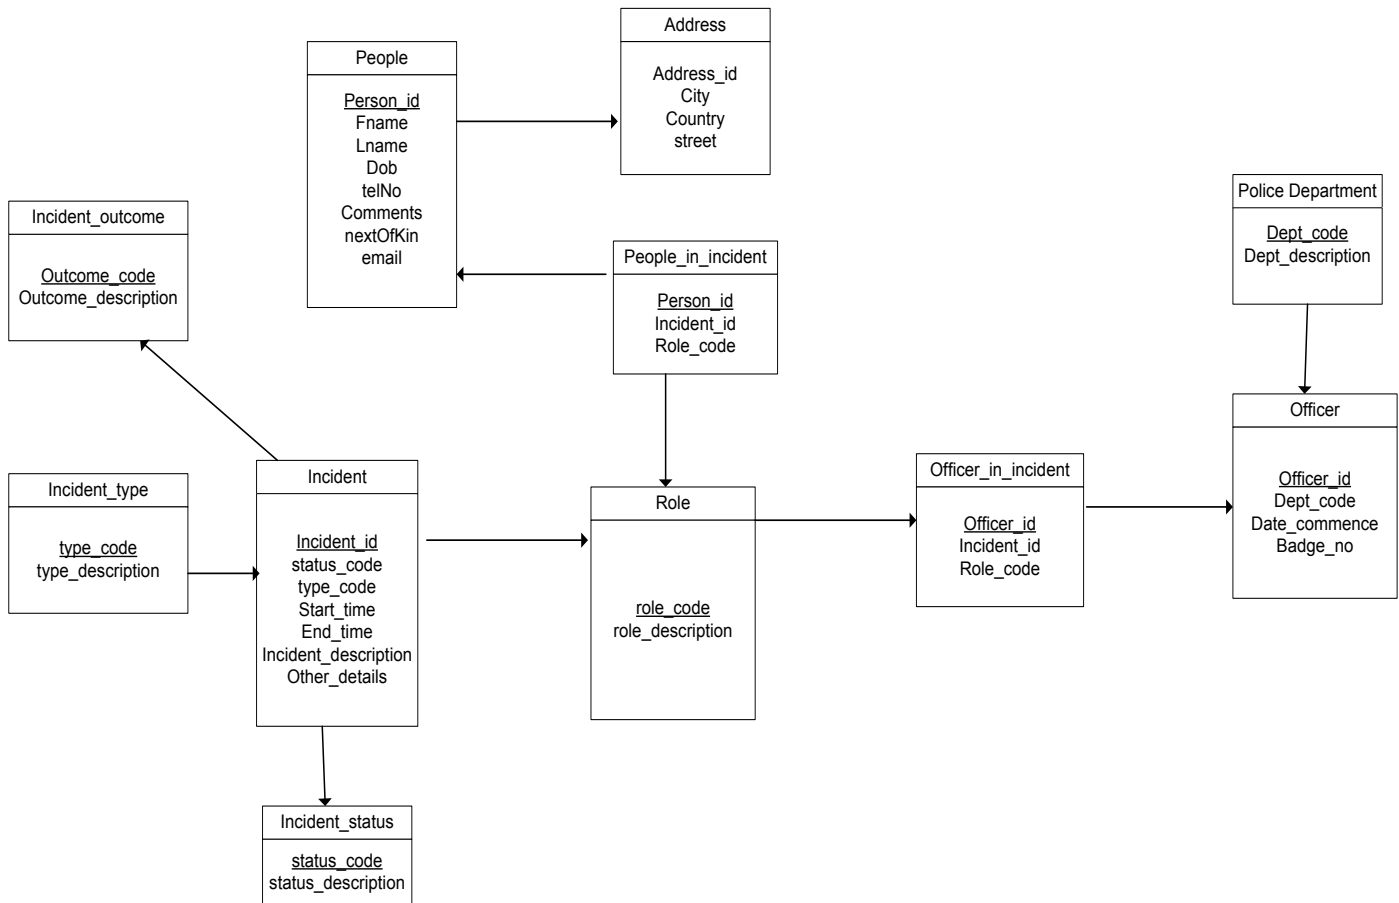 Address
Address_id
City
Country
street
People
Person_id
Fname
Lname
Dob
telNo
Comments
nextOfKin
email
Police Department
Dept_code
Dept_description
Incident_outcome
Outcome_code
Outcome_description
People_in_incident
Person_id
Incident_id
Role_code
Officer
Officer_id
Dept_code
Date_commence
Badge_no
Incident_type
type_code
type_description
Incident
Incident_id
status_code
type_code
Start_time
End_time
Incident_description
Other_details
Role
role_code
role_description
Officer_in_incident
Officer_id
Incident_id
Role_code
Incident_status
status_code
status_description